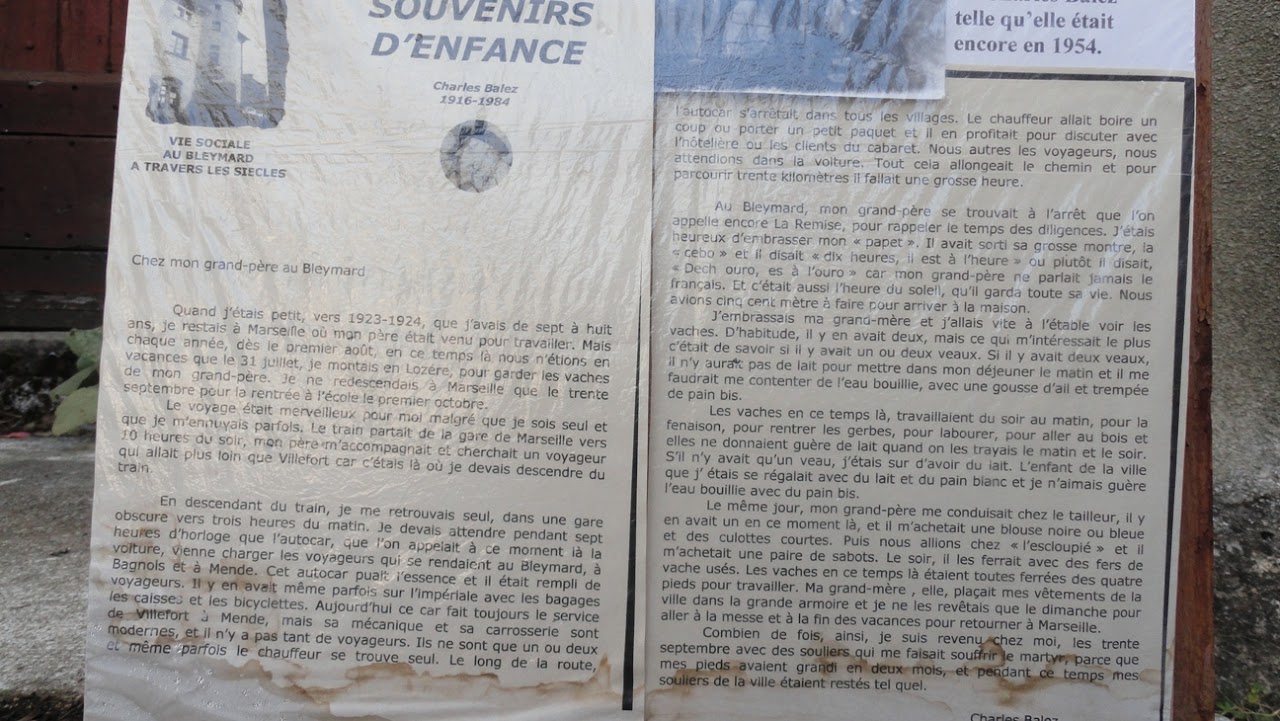 SOUVENIRS
D'ENFANCE
Charles Balez
1916-1984
VIE SOCIALE
AU BLEYMARD
A TRAVERS LES SIECLES
Chez mon grand-père au Bleymard
Quand j'étais petit, vers 1923-1924, que j'avais de sept à huit
ans, je restais à Marseille où mon père était venu pour travailler. Mais
chaque année, dès le premier août, en ce temps là nous n'étions en
vacances que le 31 juillet, je montais en Lozère, pour garder les vaches
de mon grand-père. Je ne redescendais à Marseille que le trente
septembre pour la rentrée à l'école le premier octobre.
Le voyage était merveilleux pour moi malgré que je sois seul et
que je m'ennuyais parfois. Le train partait de la gare de Marseille vers
10 heures du soir, mon père m'accompagnait et cherchait un voyageur
qui allait plus loin que Villefort car c'étais là où je devais descendre du
train.
En descendant du train, je me retrouvais seul, dans une gare
obscure vers trois heures du matin. Je devais attendre pendant sept
heures d'horloge que l'autocar, que l'on appelait à ce moment là la
voiture, vienne charger les voyageurs qui se rendaient au Bleymard, à
Bagnols et à Mende. Cet autocar puait l'essence et il était rempli de
voyageurs. Il y en avait même parfois sur l'impériale avec les bagages
les caisses et les bicyclettes. Aujourd'hui ce car fait toujours le service
de Villefort à Mende, mais sa mécanique et sa carrosserie sont
modernes, et il n'y a pas tant de voyageurs. Ils ne sont que un ou deux
et même parfois le chauffeur se trouve seul. Le long de la route,
telle qu'elle était
encore en 1954.
l'autocar s'arrêtait dans tous les villages. Le chauffeur allait boire un
coup ou porter un petit paquet et il en profitait pour discuter avec
l'hôtelière ou les clients du cabaret. Nous autres les voyageurs, nous
attendions dans la voiture. Tout cela allongeait le chemin et pour
parcourir trente kilomètres il fallait une grosse heure.
Au Bleymard, mon grand-père se trouvait à l'arrêt que l'on
appelle encore La Remise, pour rappeler le temps des diligences. J'étais
heureux d'embrasser mon « papet ». Il avait sorti sa grosse montre, la
« cebo » et il disait « dix heures, il est à l'heure » ou plutôt il disait,
« Dech ouro, es à l'ouro » car mon grand-père ne parlait jamais le
français. Et c'était aussi l'heure du soleil, qu'il garda toute sa vie. Nous
avions cinq cent mètre à faire pour arriver à la maison.
J'embrassais ma grand-mère et j'allais vite à l'étable voir les
vaches. D'habitude, il y en avait deux, mais ce qui m'intéressait le plus
c'était de savoir si il y avait un ou deux veaux. Si il y avait deux veaux,
il n'y aurait pas de lait pour mettre dans mon déjeuner le matin et il me
faudrait me contenter de l'eau bouillie, avec une gousse d'ail et trempée
de pain bis.
Les vaches en ce temps là, travaillaient du soir au matin, pour la
fenaison, pour rentrer les gerbes, pour labourer, pour aller au bois et
elles ne donnaient guère de lait quand on les trayais le matin et le soir.
S'il n'y avait qu'un veau, j'étais sur d'avoir du lait. L'enfant de la ville
que j' étais se régalait avec du lait et du pain blanc et je n'aimais guère
l'eau bouillie avec du pain bis.
Le même jour, mon grand-père me conduisait chez le tailleur, il y
en avait un en ce moment là, et il m'achetait une blouse noire ou bleue
et des culottes courtes. Puis nous allions chez « l'escloupié » et il
m'achetait une paire de sabots. Le soir, il les ferrait avec des fers de
vache usés. Les vaches en ce temps là étaient toutes ferrées des quatre
pieds pour travailler. Ma grand-mère , elle, plaçait mes vêtements de la
ville dans la grande armoire et je ne les revêtais que le dimanche pour
aller à la messe et à la fin des vacances pour retourner à Marseille.
Combien de fois, ainsi, je suis revenu chez moi, les trente
septembre avec des souliers qui me faisait souffrir le martyr, parce que
mes pieds avaient grandi en deux mois, et pendant ce temps mes
souliers de la ville étaient restés tel quel.
Charles Balez